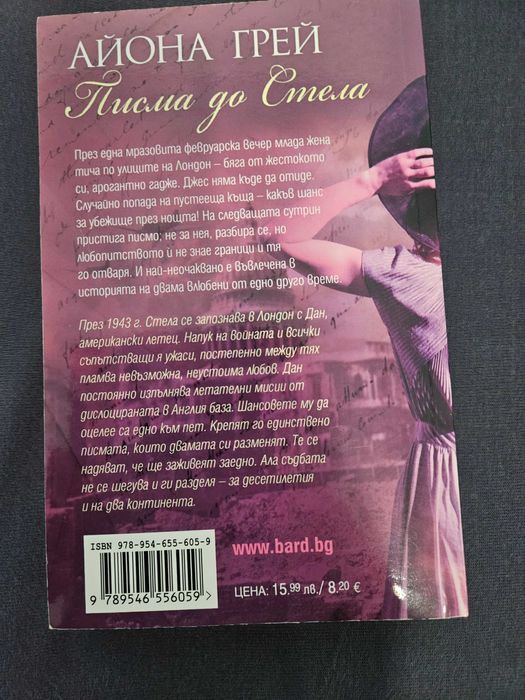 АЙОНА ГРЕЙ
Писма до Стела
През една мразовита февруарска вечер млада жена
тича по улиците на Лондон – бяга от жестокото
си, арогантно гадже. Джес няма къде да отиде.
Случайно попада на пустееща къща – какъв шанс
за убежище през нощта! На следващата сутрин
пристига писмо; не за нея, разбира се, но
любопитството ѝ не знае граници и тя
го отваря. И най-неочаквано е въвлечена в
историята на двама влюбени от едно друго време.
През 1943 г. Стела се запознава в Лондон с Дан,
американски летец. Напук на войната и всички
съпътстващи я ужаси, постепенно между тях
пламва невъзможна, неустоима любов. Дан
постоянно изпълнява летателни мисии от
дислоцираната в Англия база. Шансовете му да
оцелее са едно към пет. Крепят го единствено
писмата, които двамата си разменят. Те се
надяват, че ще заживеят заедно. Ала съдбата
не се шегува и ги разделя – за десетилетия
и на два континента.
ISBN 978-954-655-605-9
9 789546 556059 >
www.bard.bg
ЦЕНА: 15.99 лв./ 8.20 €